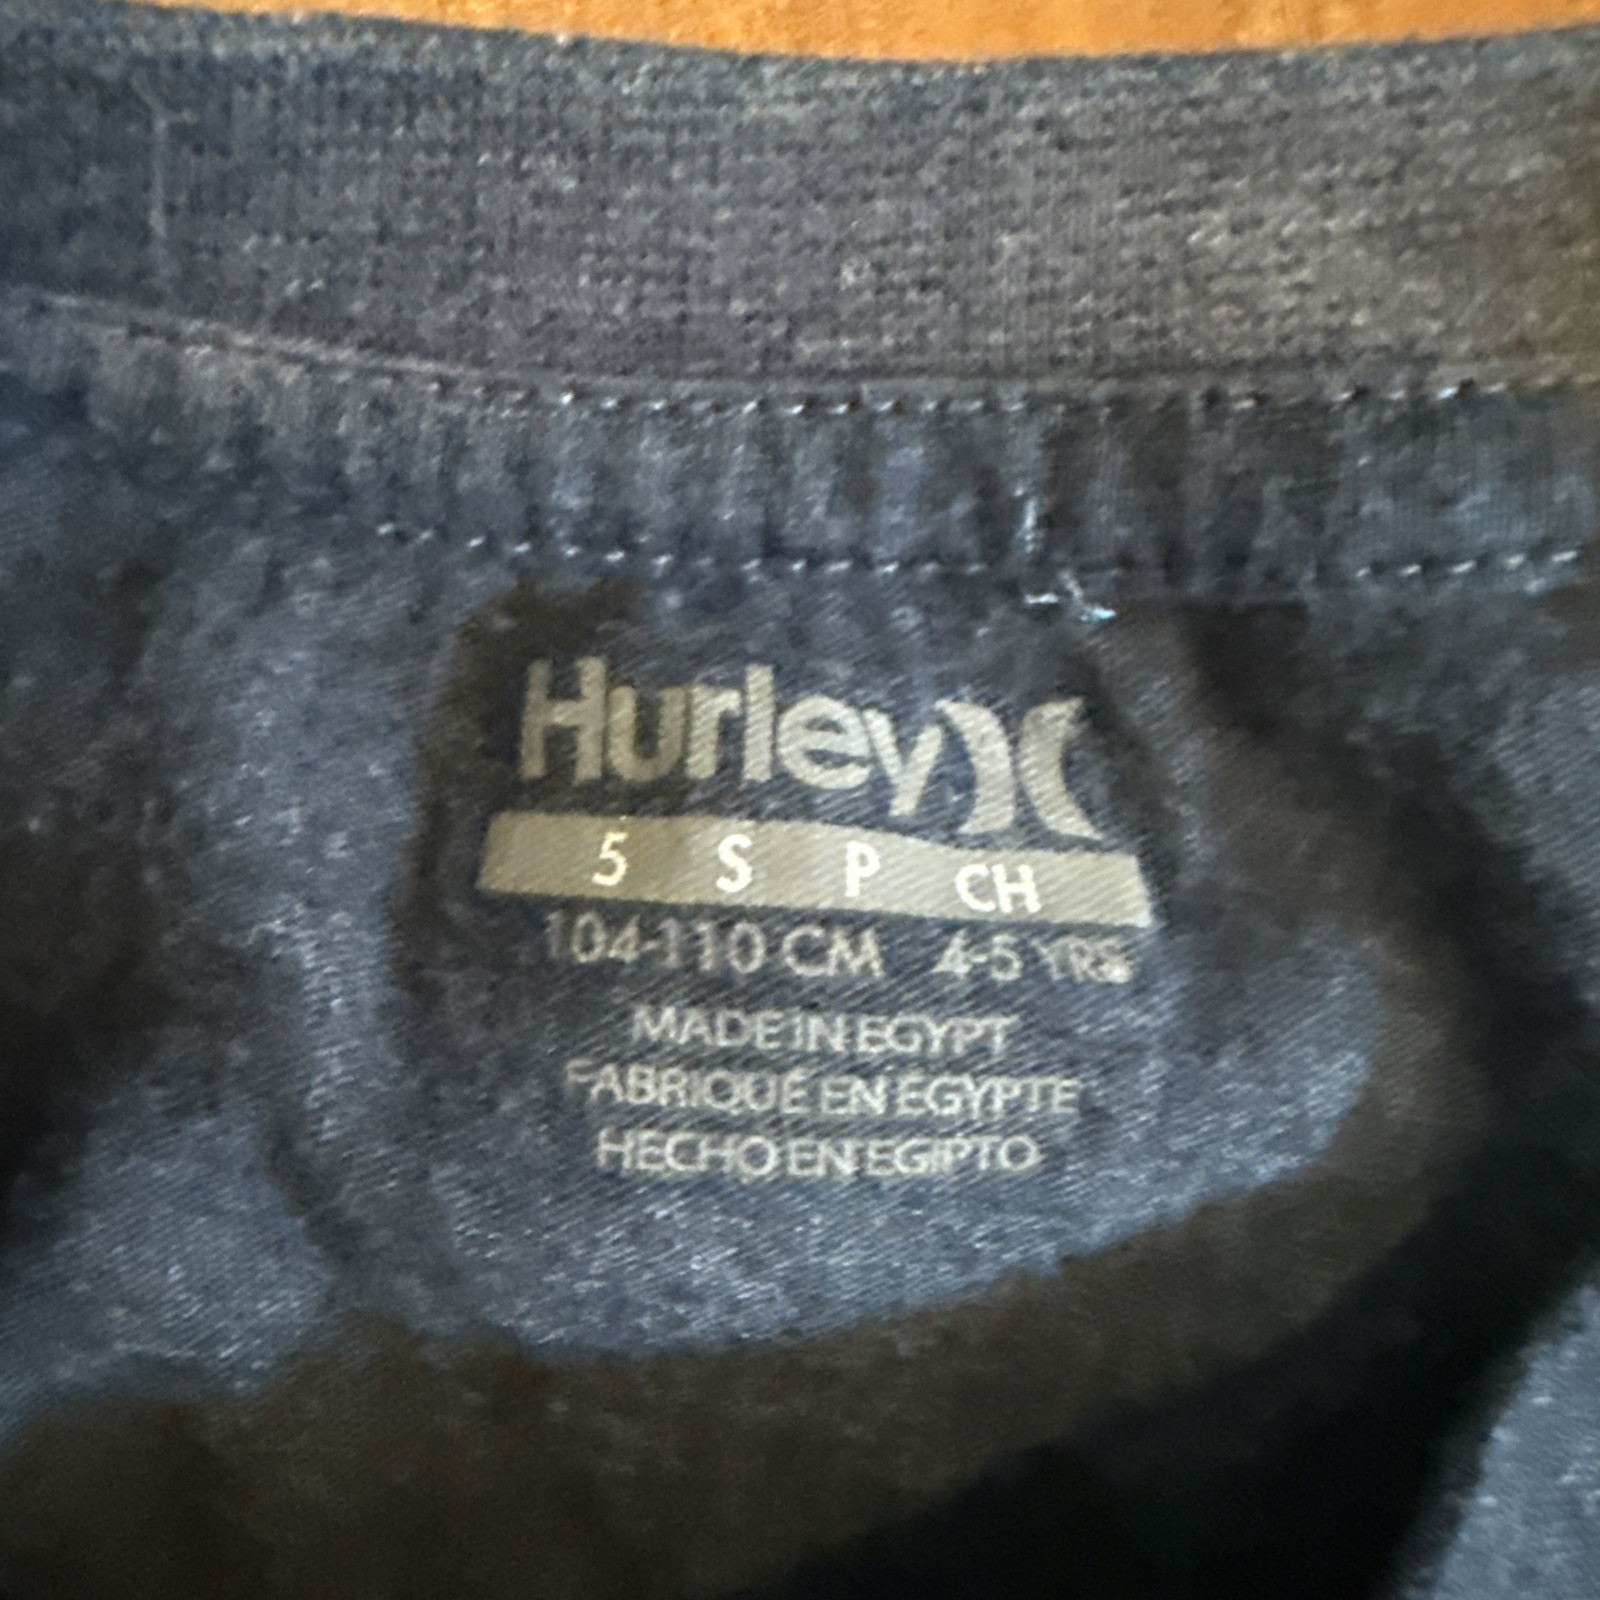 Hurley
5 S P CH
104-110 CM 4-5 YRS
MADE IN EGYPT
FABRIQUÉ EN EGYPTE
HECHO EN EGIPTO